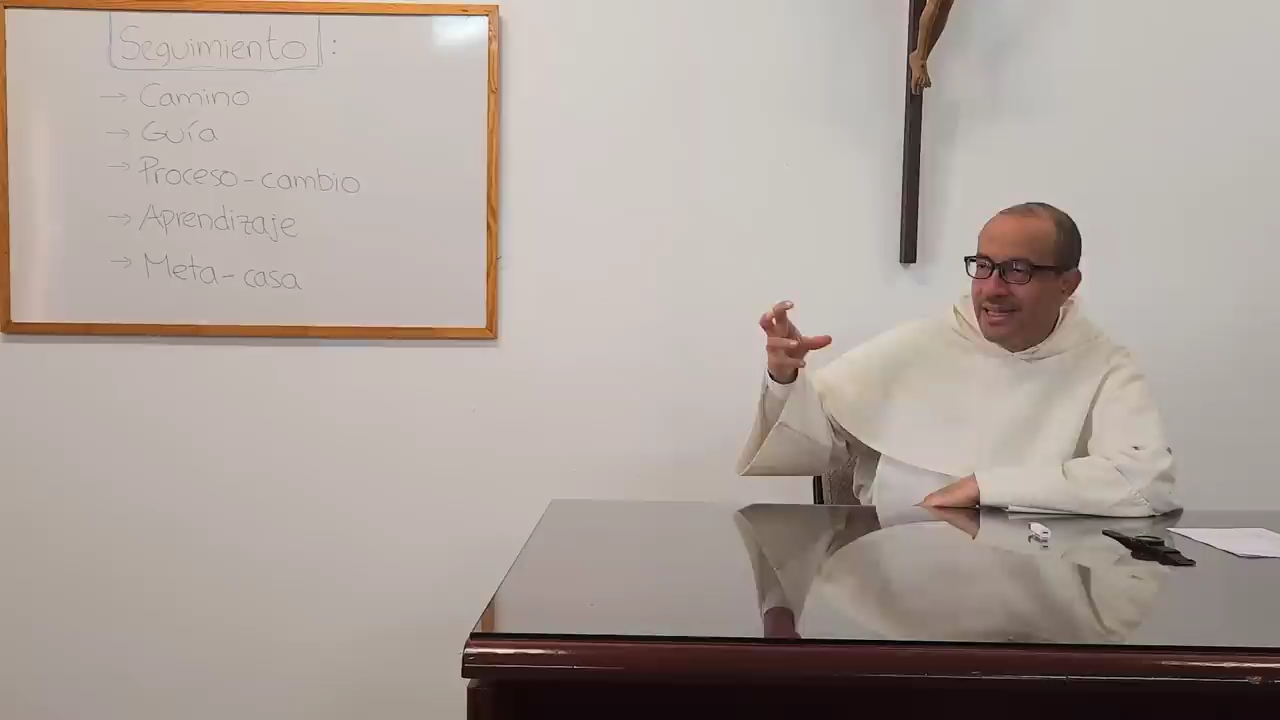 Seguimiento :
→ Camino
→ Guía
→ Proceso-cambio
→ Aprendizaje
→ Meta-casa